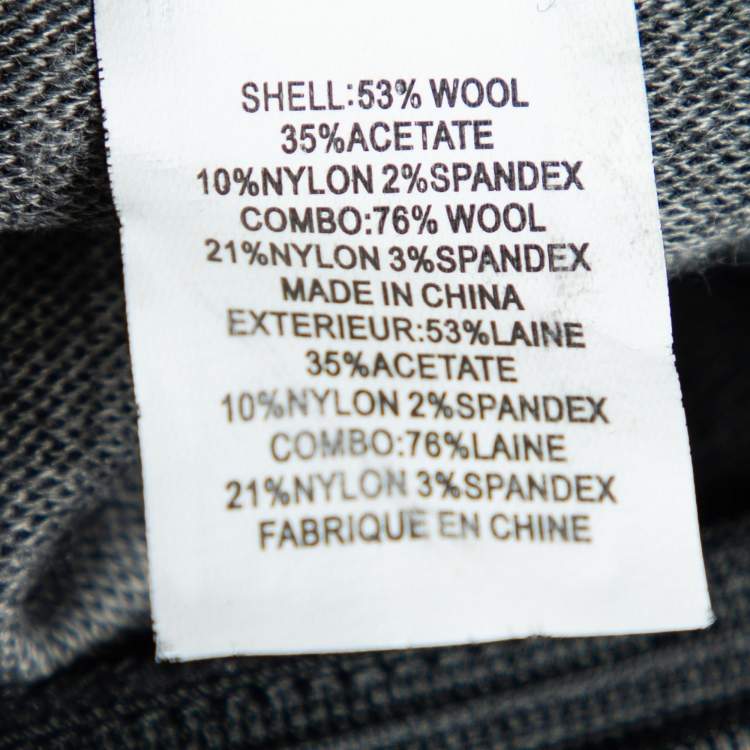 SHELL:53% WOOL
35%ACETATE
10%NYLON 2%SPANDEX
COMBO:76% WOOL
21%NYLON 3%SPANDEX
MADE IN CHINA
EXTERIEUR:53%LAINE
35%ACETATE
10%NYLON 2%SPANDEX
COMBO:76%LAINE
21%NYLON 3%SPANDEX
FABRIQUE EN CHINE